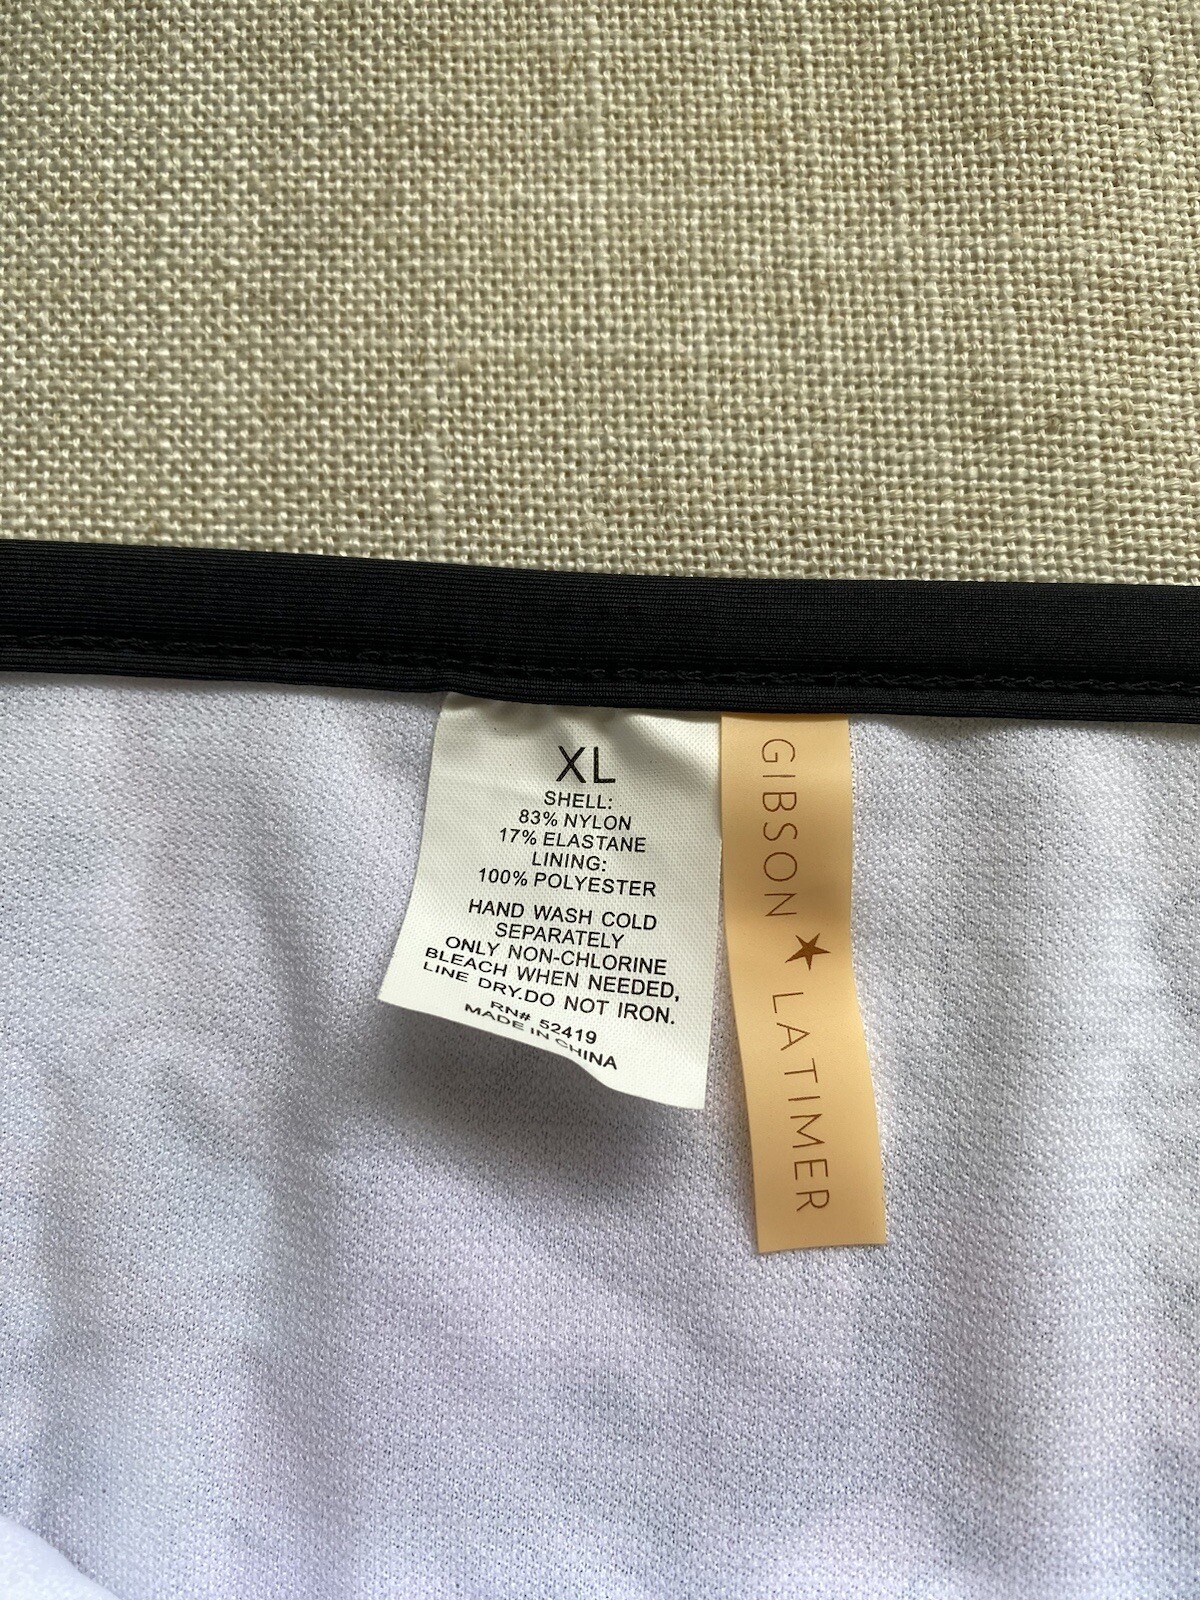 XL
SHELL:
83% NYLON
17% ELASTANE
LINING:
100% POLYESTER
HAND WASH COLD
SEPARATELY
ONLY NON-CHLORINE
BLEACH WHEN NEEDED,
LINE DRY.DO NOT IRON.
RN# 52419
MADE IN CHINA
GIBSON ★ LATIMER